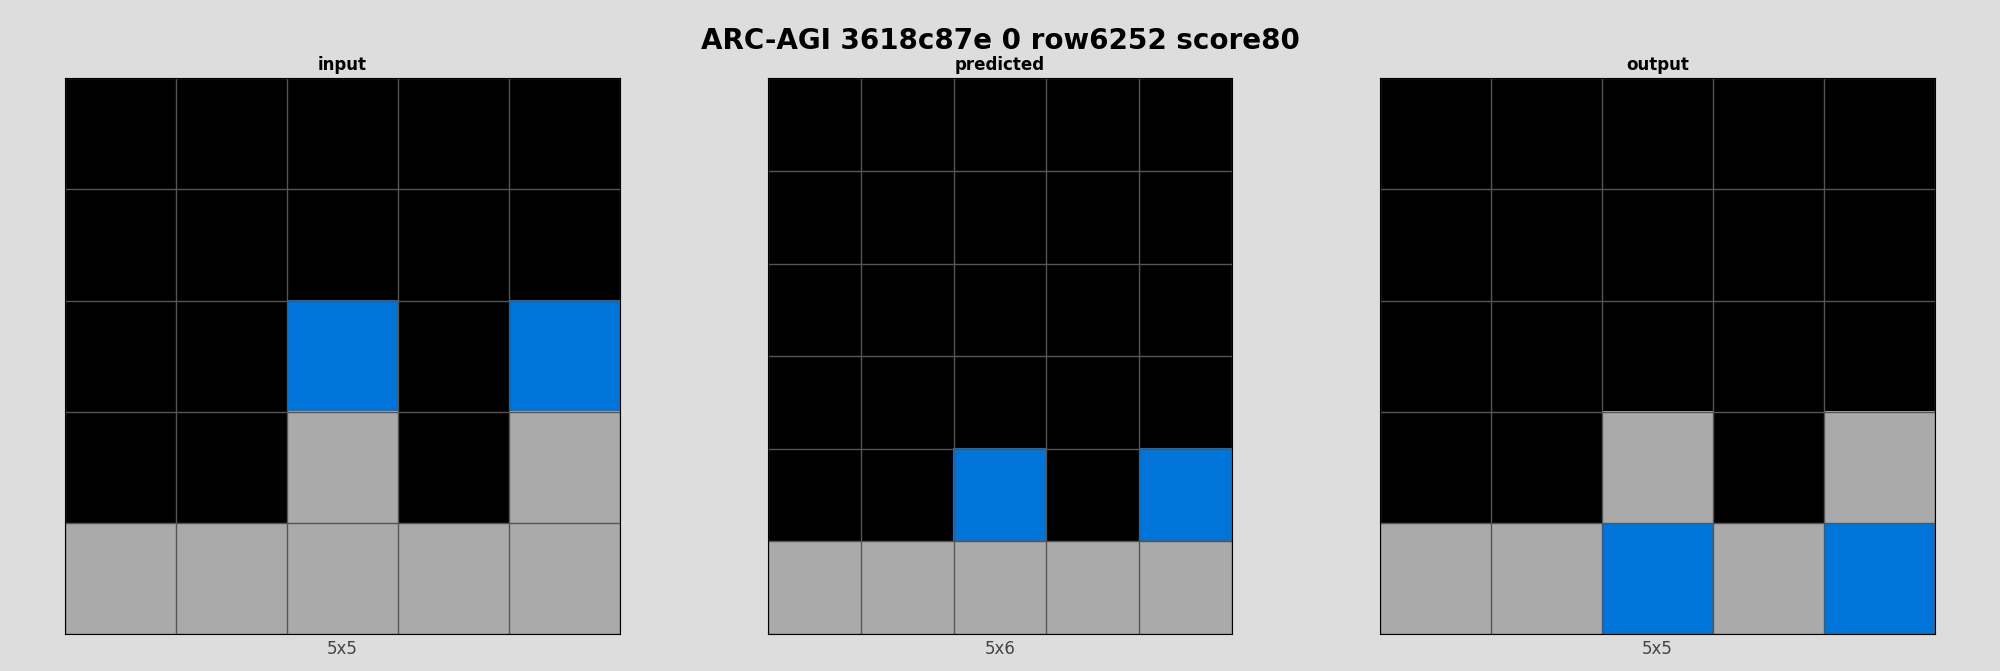 ARC-AGI 3618c87e 0 row6252 score80
input
predicted
output
5x5
5x6
5x5